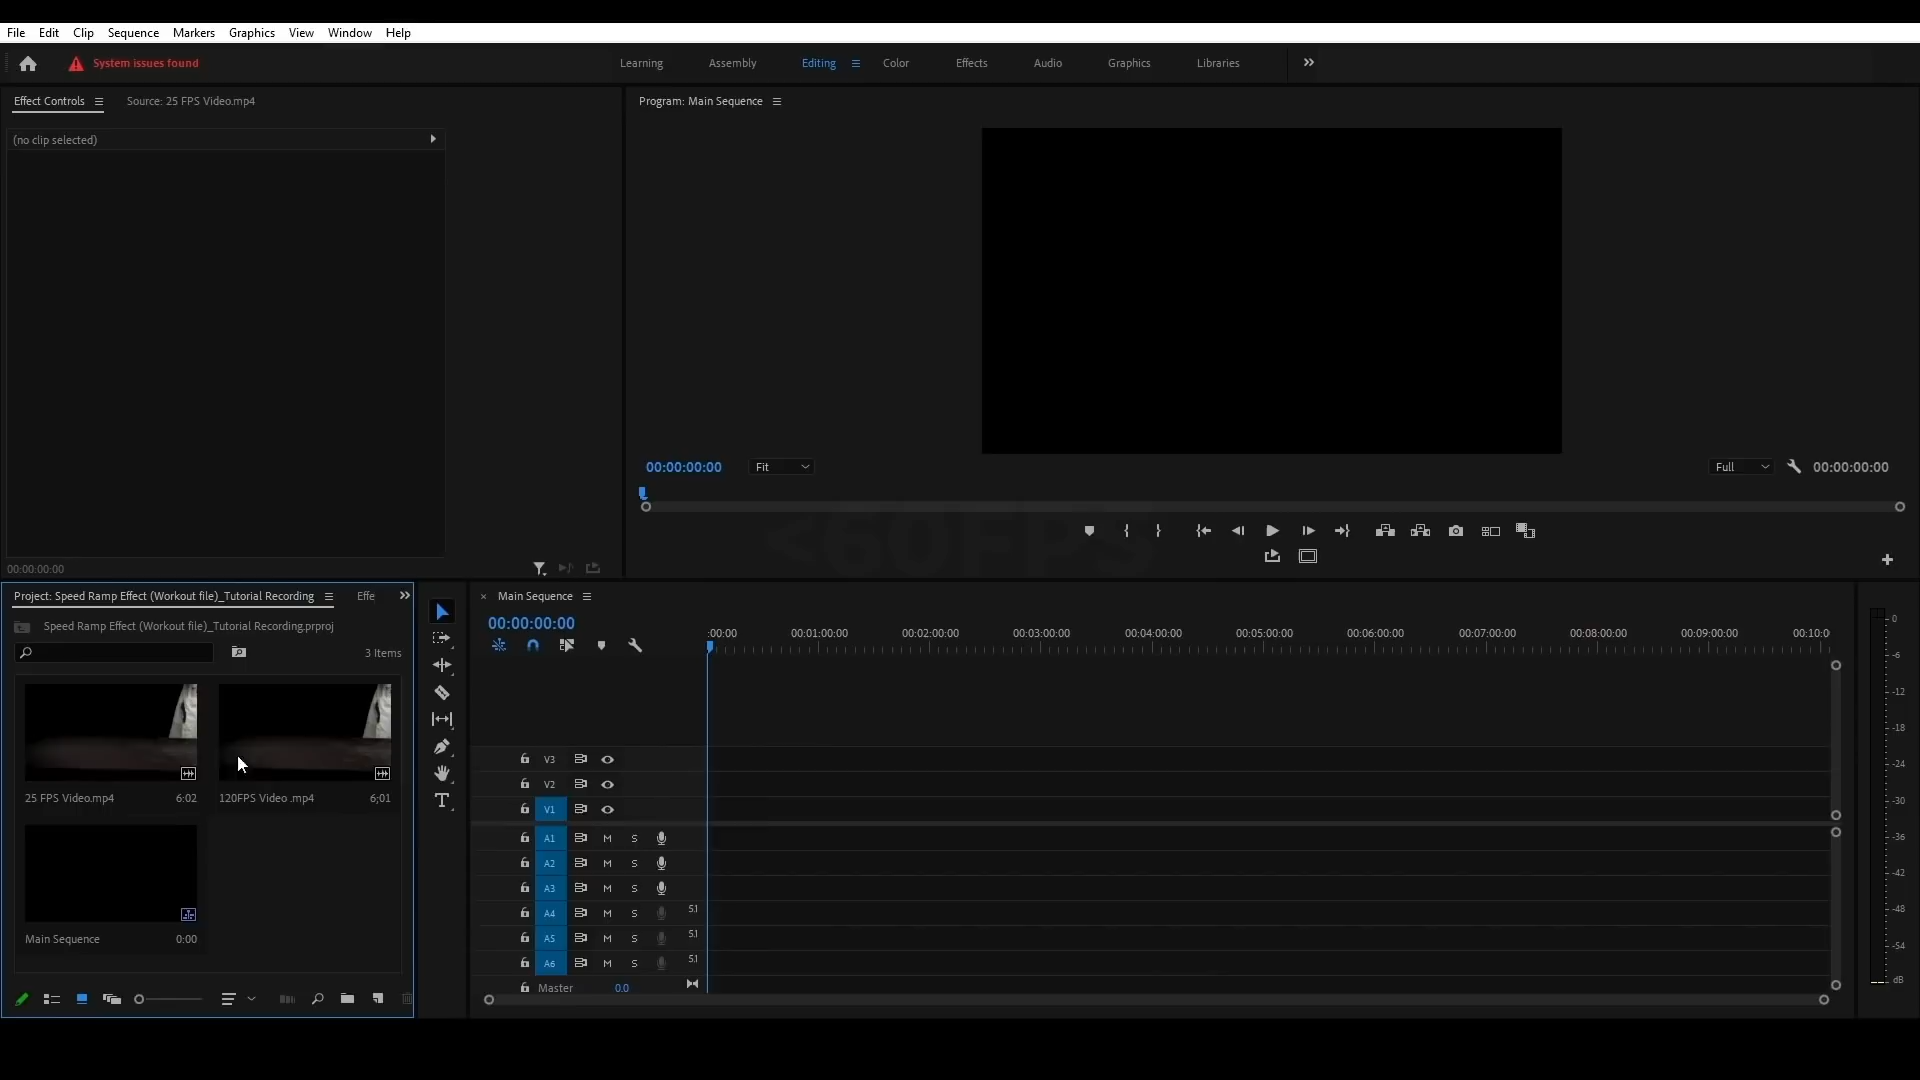 File Edit Clip Sequence Markers Graphics View Window Help
System issues found
Learning Assembly Editing Color Effects Audio Graphics Libraries
Effect Controls Source: 25 FPS Video.mp4
Program: Main Sequence
(no clip selected)
<60FPS
00:00:00:00 Fit Full 00:00:00:00
00:00:00:00
Project: Speed Ramp Effect (Workout file)_Tutorial Recording Effe
Speed Ramp Effect (Workout file)_Tutorial Recording.prproj
3 Items
25 FPS Video.mp4 6:02
120FPS Video .mp4 6;01
Main Sequence 0:00
Main Sequence
00:00:00:00
:00:00 00:01:00:00 00:02:00:00 00:03:00:00 00:04:00:00 00:05:00:00 00:06:00:00 00:07:00:00 00:08:00:00 00:09:00:00 00:10:0
V3
V2
V1
A1 M S
A2 M S
A3 M S
A4 M S 5.1
A5 M S 5.1
A6 M S 5.1
Master 0.0
0
-6
-12
-18
-24
-30
-36
-42
-48
-54
dB